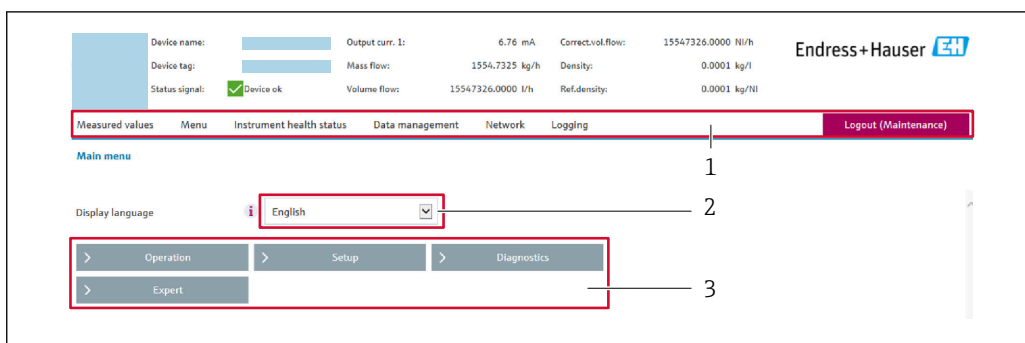 Device name: Output curr. 1: 6.76 mA Correct.vol.flow: 15547326.0000 Nl/h
Endress+Hauser EH
Device tag: Mass flow: 1554.7325 kg/h Density: 0.0001 kg/l
Status signal: Device ok Volume flow: 15547326.0000 l/h Ref.density: 0.0001 kg/Nl
Measured values Menu Instrument health status Data management Network Logging Logout (Maintenance)
1
Main menu
Display language i English 2
> Operation > Setup > Diagnostics
> Expert 3